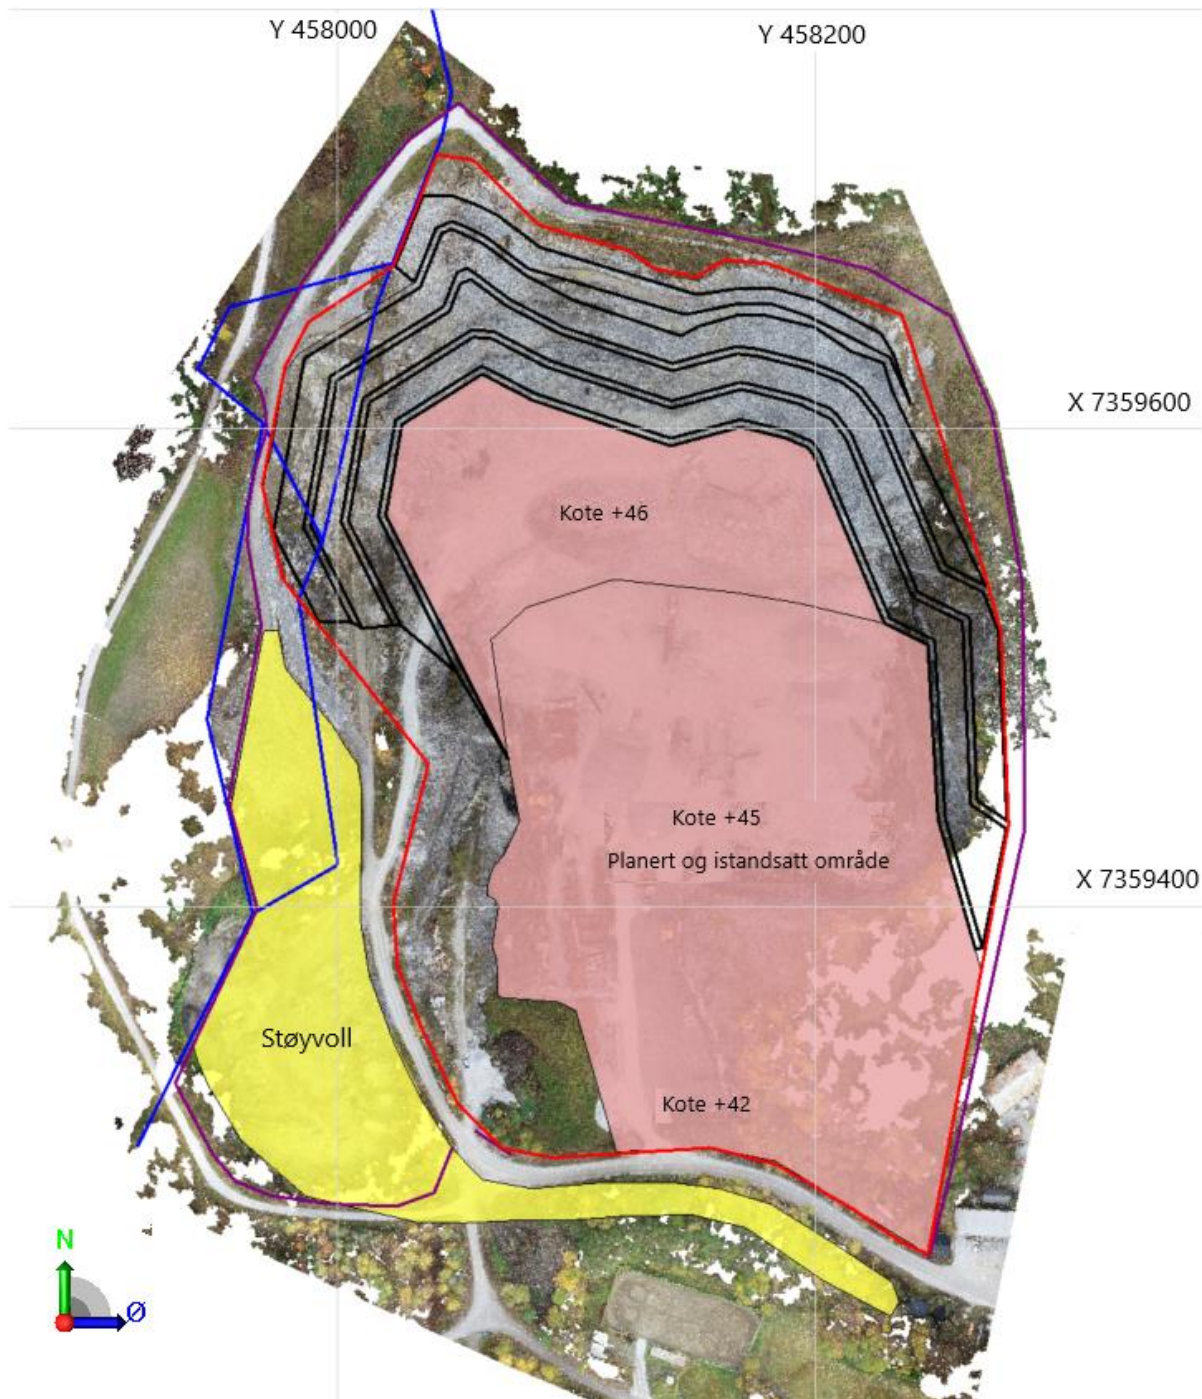 Y 458000
Y 458200
X 7359600
Kote +46
Kote +45
Planert og istandsatt område
X 7359400
Støyvoll
Kote +42
N
Ø